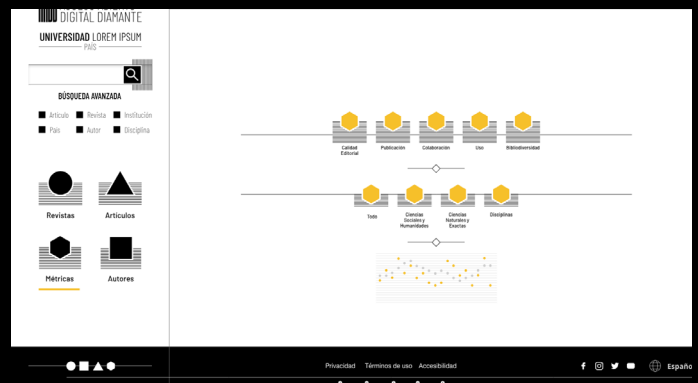 DIGITAL DIAMANTE
UNIVERSIDAD LOREM IPSUM
PAÍS
BÚSQUEDA AVANZADA
Artículo Revista Institución
País Autor Disciplina
Revistas Artículos
Métricas Autores
Calidad Editorial
Publicación
Colaboración
Uso
Bibliodiversidad
Todo
Ciencias Sociales y Humanidades
Ciencias Naturales y Exactas
Disciplinas
Privacidad Términos de uso Accesibilidad
Españo